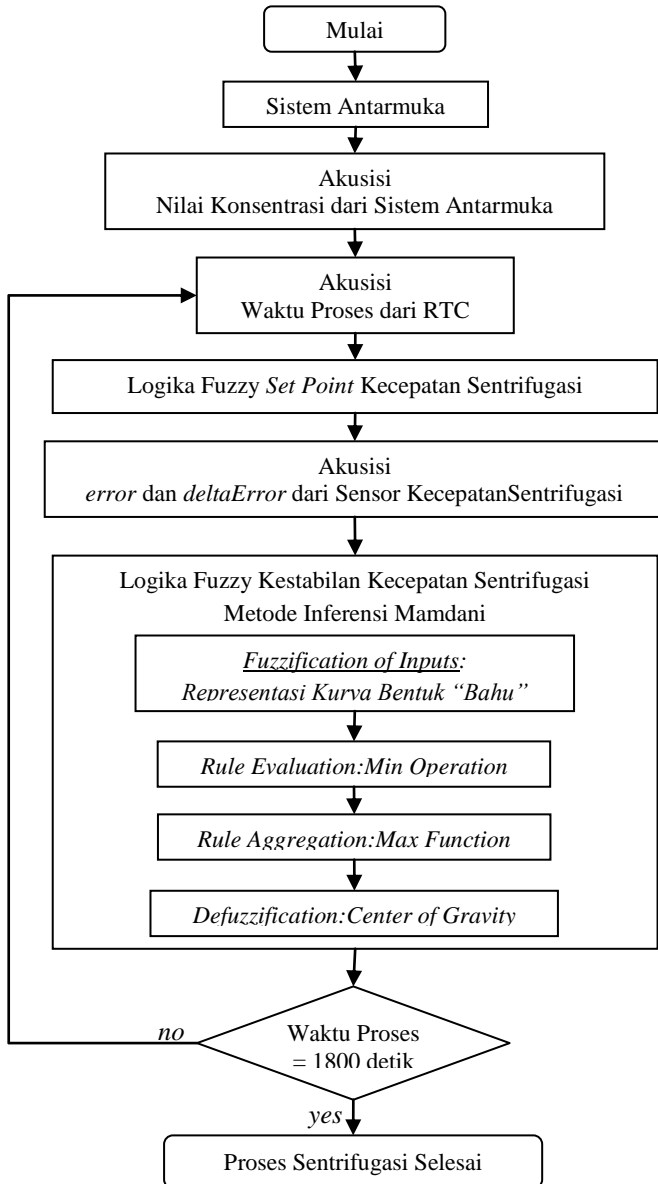 Mulai
Sistem Antarmuka
Akusisi
Nilai Konsentrasi dari Sistem Antarmuka
Akusisi
Waktu Proses dari RTC
Logika Fuzzy Set Point Kecepatan Sentrifugasi
Akusisi
error dan deltaError dari Sensor KecepatanSentrifugasi
Logika Fuzzy Kestabilan Kecepatan Sentrifugasi
Metode Inferensi Mamdani
Fuzzification of Inputs:
Representasi Kurva Bentuk “Bahu”
Rule Evaluation:Min Operation
Rule Aggregation:Max Function
Defuzzification:Center of Gravity
no
Waktu Proses
= 1800 detik
yes
Proses Sentrifugasi Selesai